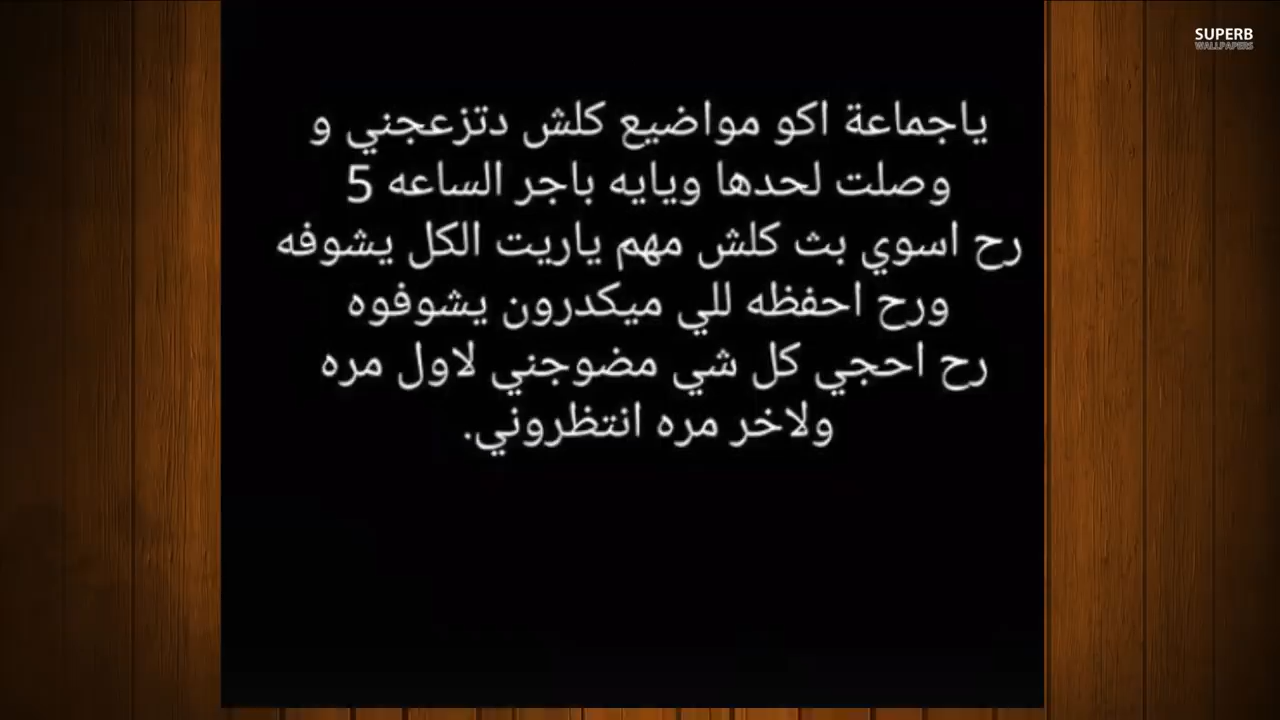 SUPERB
WALLPAPERS
ياجماعة اكو مواضيع كلش دتزعجني و
وصلت لحدها ويايه باجر الساعه 5
رح اسوي بث كلش مهم ياريت الكل يشوفه
ورح احفظه للي ميكدرون يشوفوه
رح احجي كل شي مضوجني لاول مره
ولاخر مره انتظروني.